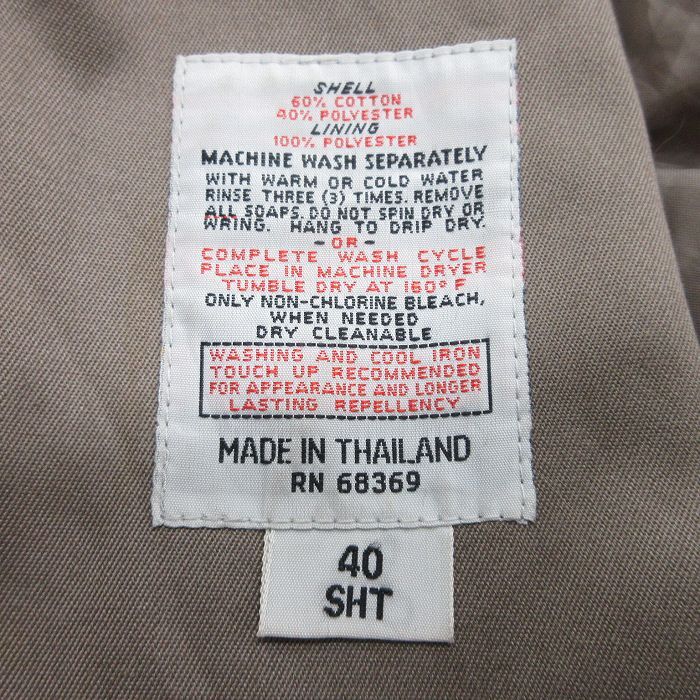 SHELL
60% COTTON
40% POLYESTER
LINING
100% POLYESTER
MACHINE WASH SEPARATELY
WITH WARM OR COLD WATER
RINSE THREE (3) TIMES. REMOVE
ALL SOAPS. DO NOT SPIN DRY OR
WRING. HANG TO DRIP DRY.
- OR -
COMPLETE WASH CYCLE
PLACE IN MACHINE DRYER
TUMBLE DRY AT 160° F
ONLY NON-CHLORINE BLEACH,
WHEN NEEDED
DRY CLEANABLE
WASHING AND COOL IRON
TOUCH UP RECOMMENDED
FOR APPEARANCE AND LONGER
LASTING REPELLENCY
MADE IN THAILAND
RN 68369
40
SHT